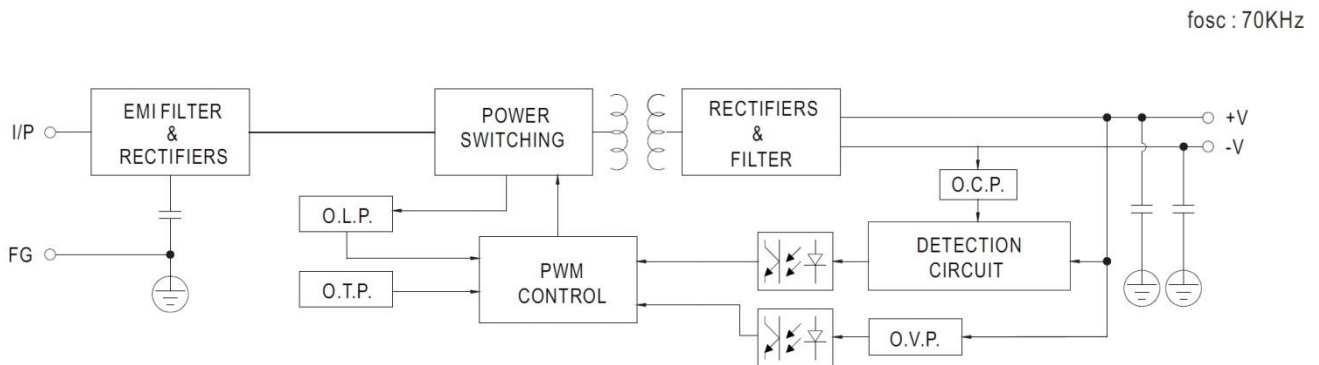 fosc : 70KHz
I/P
EMI FILTER
&
RECTIFIERS
POWER
SWITCHING
RECTIFIERS
&
FILTER
+V
-V
O.C.P.
O.L.P.
FG
O.T.P.
PWM
CONTROL
DETECTION
CIRCUIT
O.V.P.